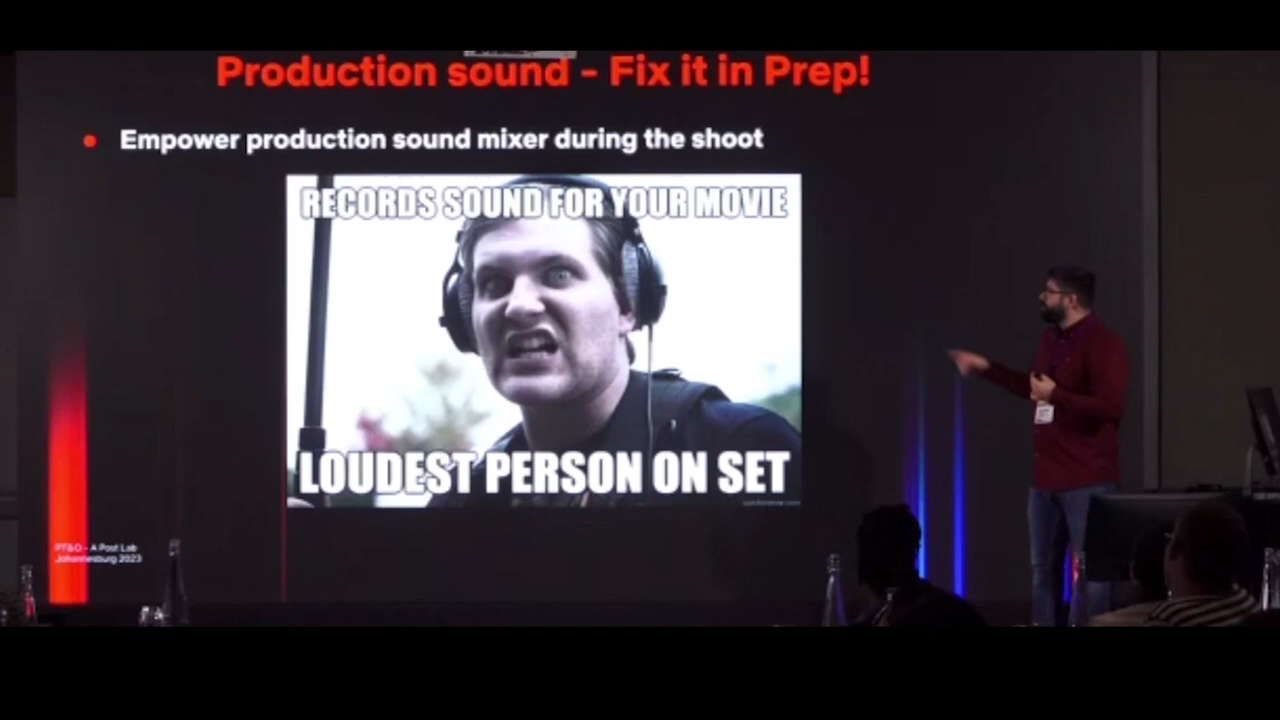 Production sound - Fix it in Prep!
• Empower production sound mixer during the shoot
RECORDS SOUND FOR YOUR MOVIE
LOUDEST PERSON ON SET
PT&O - A Post Lab
Johannesburg 2023